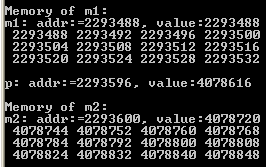 Memory of m1:
m1: addr:=2293488, value:2293488
2293488 2293492 2293496 2293500
2293504 2293508 2293512 2293516
2293520 2293524 2293528 2293532
p: addr:=2293596, value:4078616
Memory of m2:
m2: addr:=2293600, value:4078720
4078744 4078752 4078760 4078768
4078784 4078792 4078800 4078808
4078824 4078832 4078840 4078848